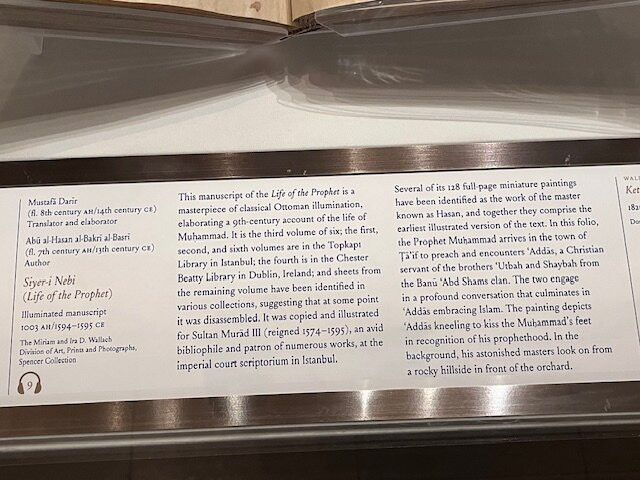 Mustafā Darir
(fl. 8th century AH/14th century CE)
Translator and elaborator
Abū al-Hasan al-Bakrī al-Basrī
(fl. 7th century AH/13th century CE)
Author
Siyer-i Nebī
(Life of the Prophet)
Illuminated manuscript
1003 AH/1594–1595 CE
The Miriam and Ira D. Wallach
Division of Art, Prints and Photographs,
Spencer Collection
9
This manuscript of the Life of the Prophet is a
masterpiece of classical Ottoman illumination,
elaborating a 9th-century account of the life of
Muḥammad. It is the third volume of six; the first,
second, and sixth volumes are in the Topkapı
Library in Istanbul; the fourth is in the Chester
Beatty Library in Dublin, Ireland; and sheets from
the remaining volume have been identified in
various collections, suggesting that at some point
it was disassembled. It was copied and illustrated
for Sultan Murād III (reigned 1574–1595), an avid
bibliophile and patron of numerous works, at the
imperial court scriptorium in Istanbul.
Several of its 128 full-page miniature paintings
have been identified as the work of the master
known as Hasan, and together they comprise the
earliest illustrated version of the text. In this folio,
the Prophet Muḥammad arrives in the town of
Ṭā’if to preach and encounters ‘Addās, a Christian
servant of the brothers ‘Utbah and Shaybah from
the Banū ‘Abd Shams clan. The two engage
in a profound conversation that culminates in
‘Addās embracing Islam. The painting depicts
‘Addās kneeling to kiss the Muḥammad’s feet
in recognition of his prophethood. In the
background, his astonished masters look on from
a rocky hillside in front of the orchard.